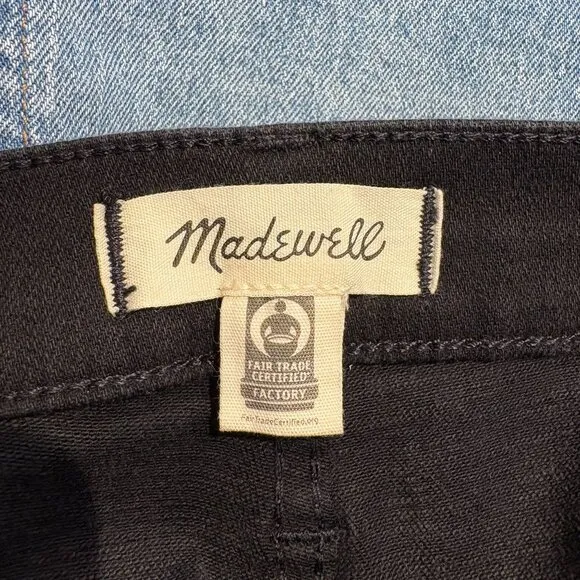 Madewell
FAIR TRADE
CERTIFIED
FACTORY
FairTradeCertified.org